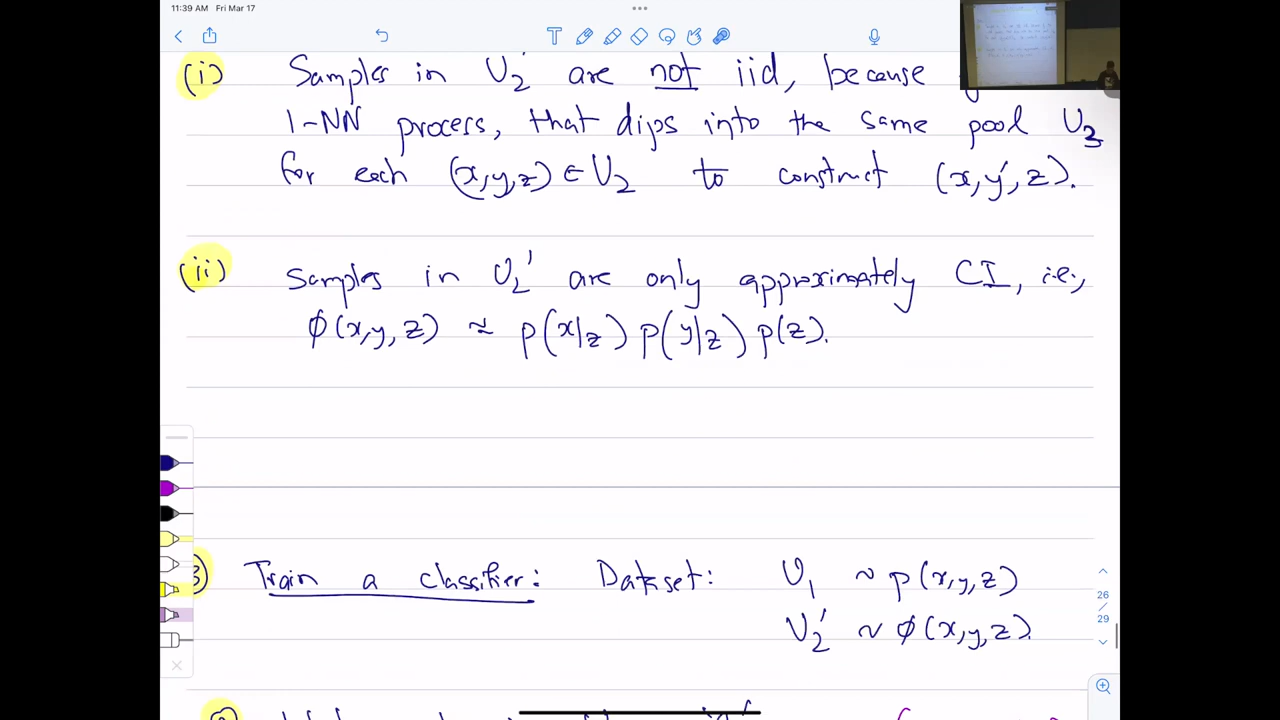 11:39 AM Fri Mar 17
(i) Samples in U₂' are not iid, because
1-NN process, that dips into the same pool U₃
for each (x,y,z) ∈ U₂ to construct (x,y',z).
(ii) Samples in U₂' are only approximately CI, i.e.,
ϕ(x,y,z) ≈ p(x|z) p(y|z) p(z).
Train a classifier: Dataset: U₁ ~ p(x,y,z)
U₂' ~ ϕ(x,y,z).
26
/
29